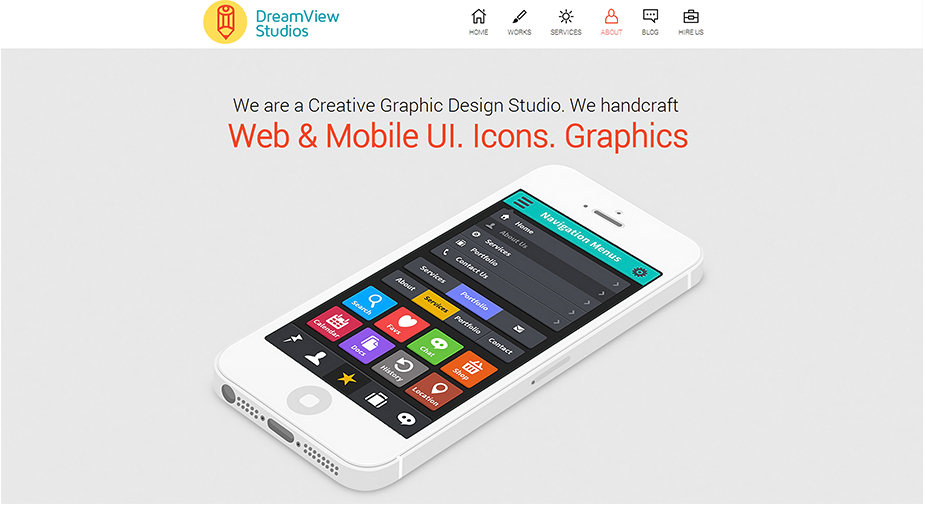 DreamView
Studios
HOME
WORKS
SERVICES
ABOUT
BLOG
HIRE US
We are a Creative Graphic Design Studio. We handcraft
Web & Mobile UI. Icons. Graphics
Navigation Menus
Home
About Us
Services
Portfolio
Contact Us
Services
Portfolio
About
Services
Portfolio
Contact
Search
Favs
Chat
Shop
Calendar
Docs
History
Location